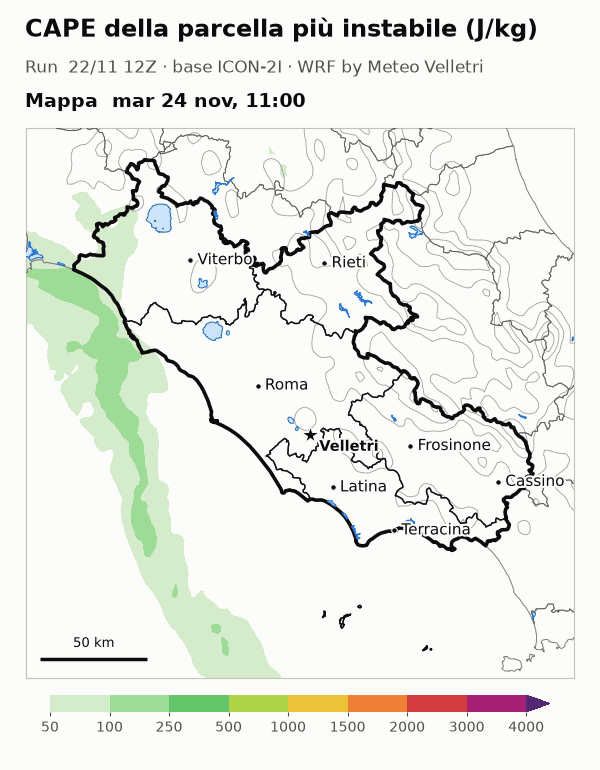 CAPE della parcella più instabile (J/kg)
Run  22/11 12Z · base ICON-2I · WRF by Meteo Velletri
Mappa  mar 24 nov, 11:00
Viterbo
Rieti
Roma
Velletri
Frosinone
Cassino
Latina
Terracina
50 km
50 100 250 500 1000 1500 2000 3000 4000